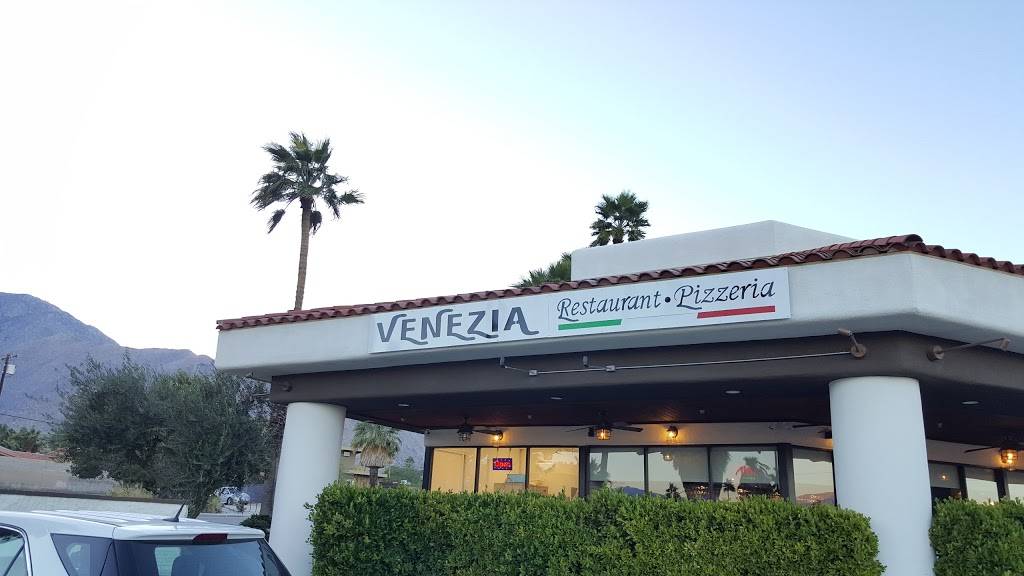 VENEZIA Restaurant • Pizzeria